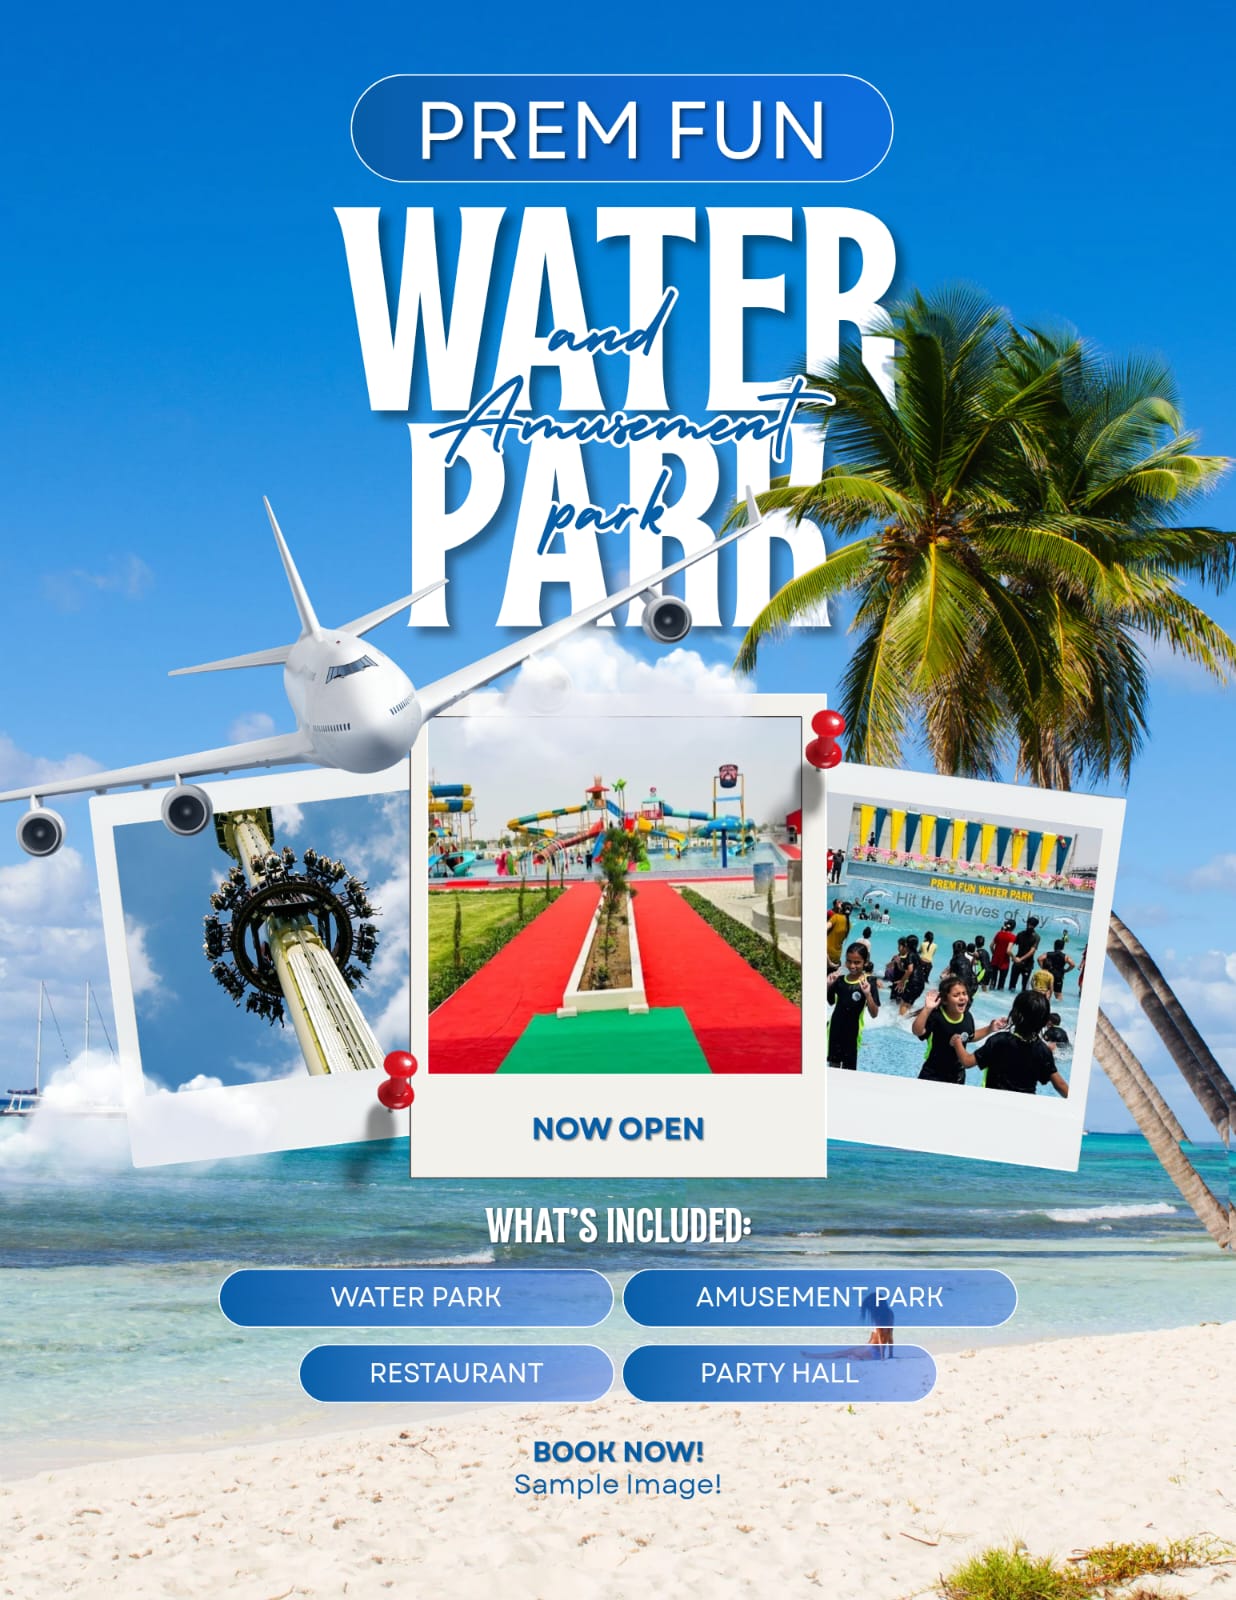 PREM FUN
WATER
and
Amusement
PARK
park
PREM FUN WATER PARK
Hit the Waves of Joy
NOW OPEN
WHAT'S INCLUDED:
WATER PARK
AMUSEMENT PARK
RESTAURANT
PARTY HALL
BOOK NOW!
Sample Image!